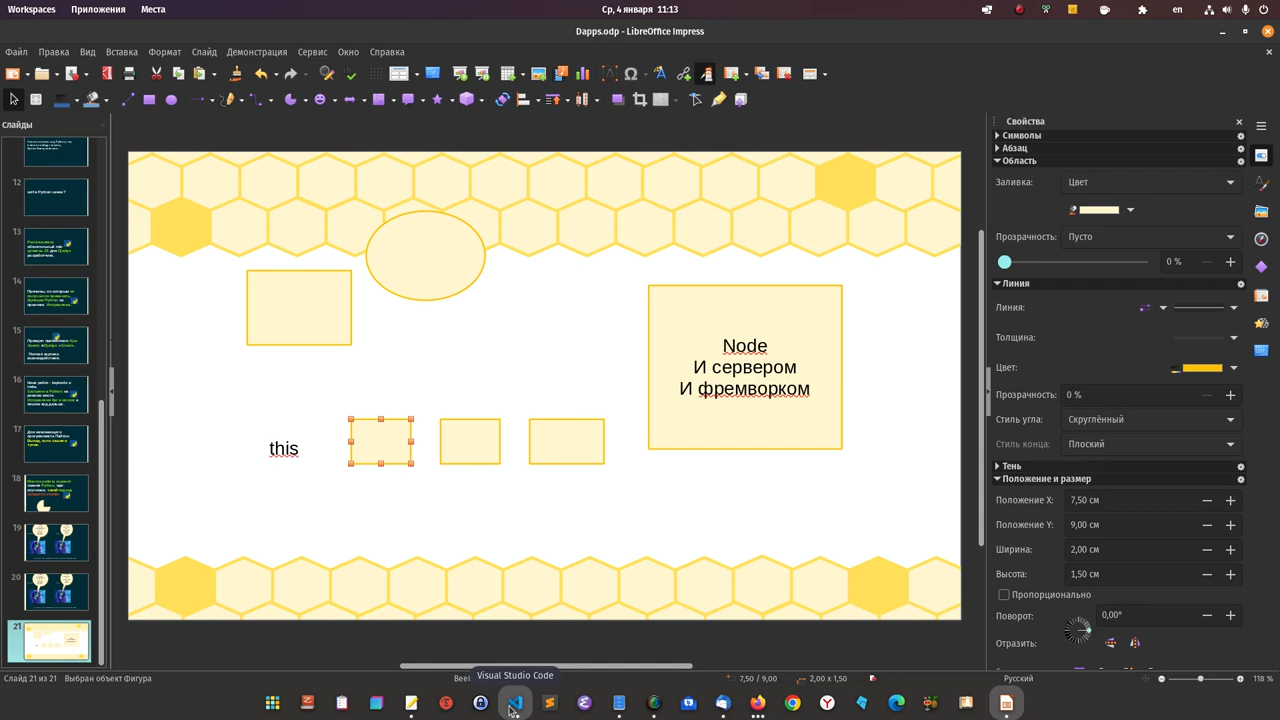 Workspaces Приложения Места
Ср, 4 января 11:13
en
Dapps.odp - LibreOffice Impress
Файл Правка Вид Вставка Формат Слайд Демонстрация Сервис Окно Справка
Слайды
12
13
14
15
16
17
18
19
20
21
Node
И сервером
И фремворком
this
Свойства
Символы
Абзац
Область
Заливка: Цвет
Прозрачность: Пусто
0 %
Линия
Линия:
Толщина:
Цвет:
Прозрачность: 0 %
Стиль угла: Скруглённый
Стиль конца: Плоский
Тень
Положение и размер
Положение X: 7,50 см
Положение Y: 9,00 см
Ширина: 2,00 см
Высота: 1,50 см
Пропорционально
Поворот: 0,00°
Отразить:
Слайд 21 из 21 Выбран объект Фигура
Beel
7,50 / 9,00
2,00 x 1,50
Русский
118 %
Visual Studio Code